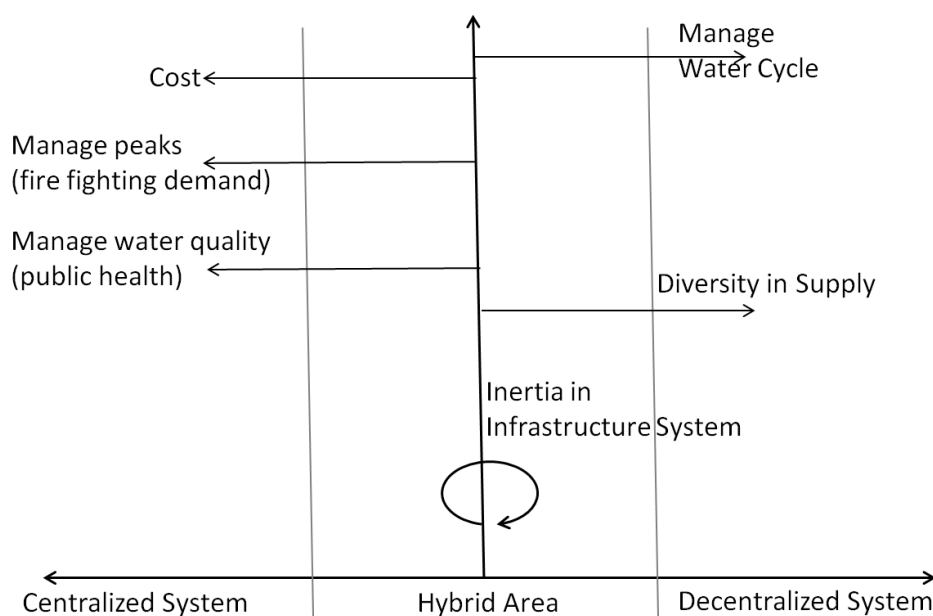 Manage
Water Cycle
Cost
Manage peaks
(fire fighting demand)
Manage water quality
(public health)
Diversity in Supply
Inertia in
Infrastructure System
Centralized System
Hybrid Area
Decentralized System